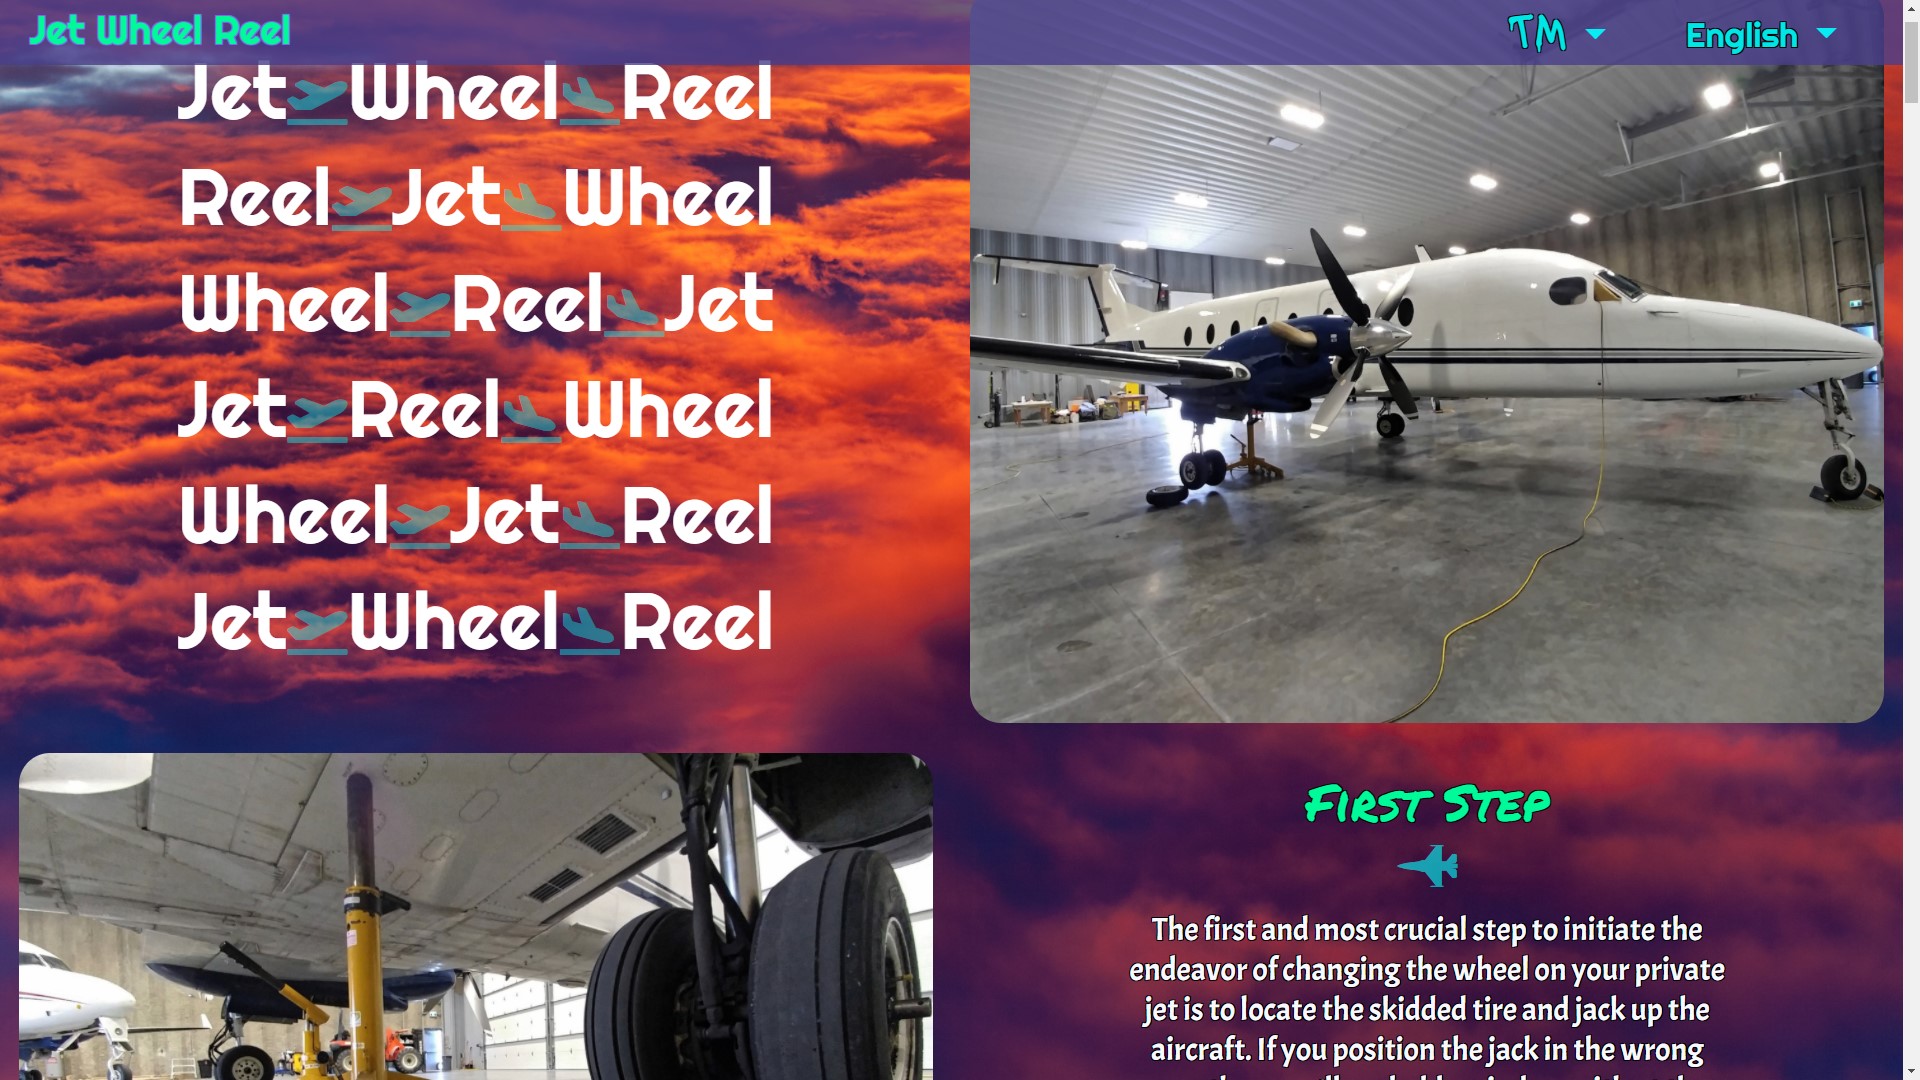 Jet Wheel Reel
TM
English
Jet Wheel Reel
Reel Jet Wheel
Wheel Reel Jet
Jet Reel Wheel
Wheel Jet Reel
Jet Wheel Reel
First Step
The first and most crucial step to initiate the
endeavor of changing the wheel on your private
jet is to locate the skidded tire and jack up the
aircraft. If you position the jack in the wrong